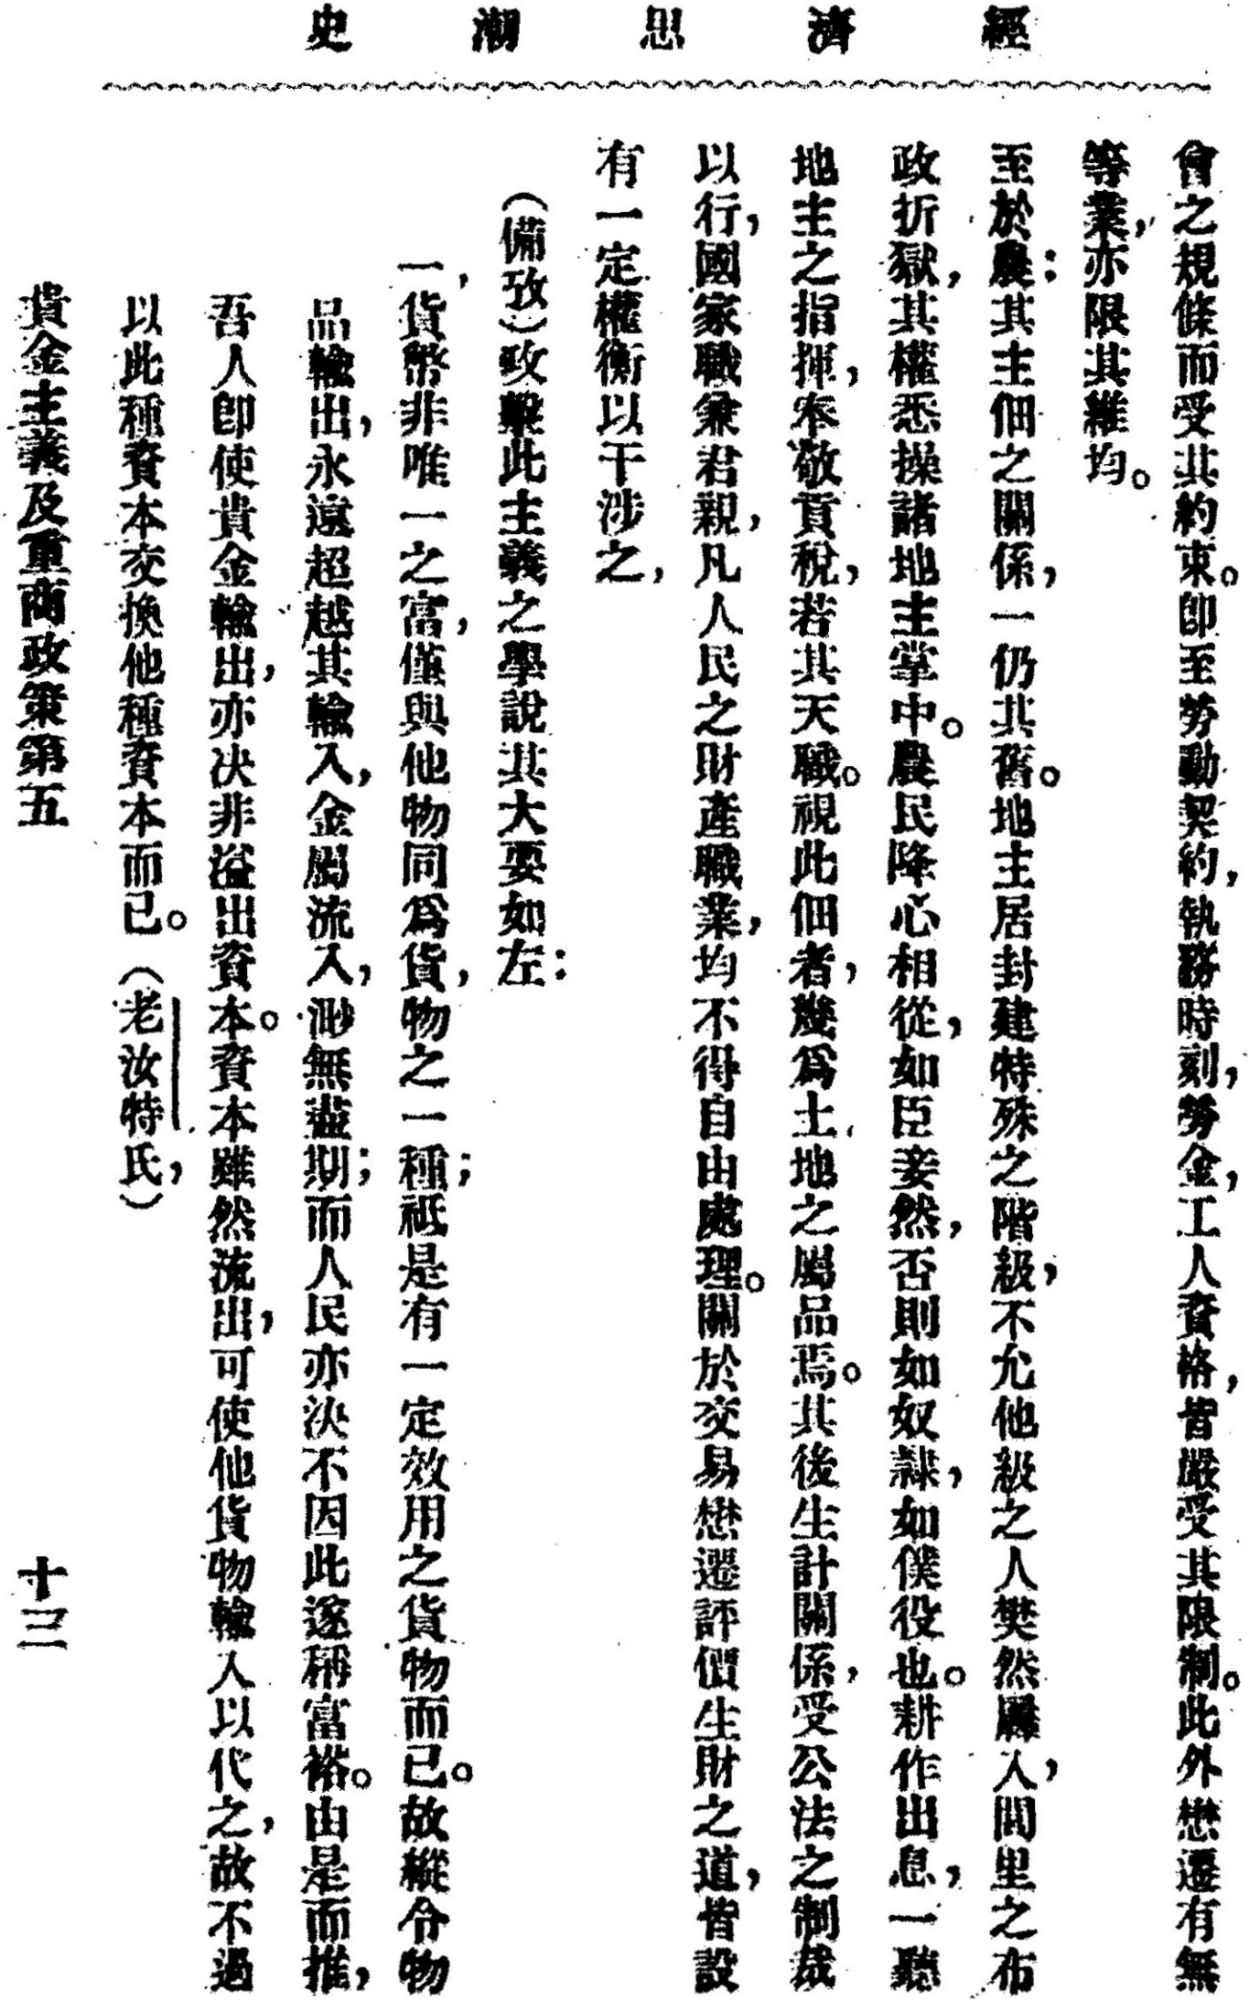 經濟思潮史
會之規條而受其約束。卽至勞動契約，執務時刻，勞金，工人資格，皆嚴受其限制。此外懋遷有無
等業，亦限其維均。
至於農：其主佃之關係，一仍其舊。地主居封建特殊之階級，不允他級之人樊然羼入，閭里之布
政折獄，其權悉操諸地主掌中。農民降心相從，如臣妾然，否則如奴隸，如僕役也。耕作出息，一聽
地主之指揮，奉敬貢稅，若其天職。視此佃者，幾爲土地之屬品焉。其後生計關係，受公法之制裁
以行，國家職兼君親，凡人民之財產職業，均不得自由處理。關於交易懋遷評價生財之道，皆設
有一定權衡以干涉之，
（備攷）攻擊此主義之學說其大要如左：
一，貨幣非唯一之富，僅與他物同爲貨，物之一種；祗是有一定效用之貨物而已。故縱令物
品輸出，永遠超越其輸入，金屬流入，渺無盡期；而人民亦決不因此遂稱富裕。由是而推，
吾人卽使貴金輸出，亦决非溢出資本。資本雖然流出，可使他貨物輸入以代之，故不過
以此種資本交換他種資本而已。（老汝特氏，）
貴金主義及重商政策第五
十三